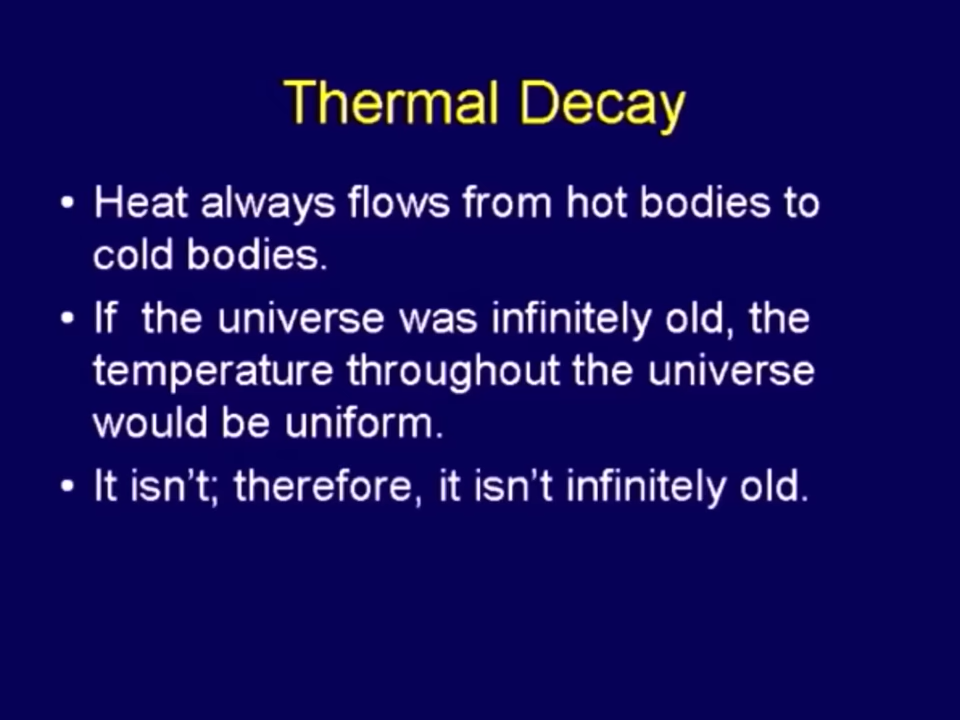 Thermal Decay
• Heat always flows from hot bodies to
cold bodies.
• If  the universe was infinitely old, the
temperature throughout the universe
would be uniform.
• It isn't; therefore, it isn't infinitely old.